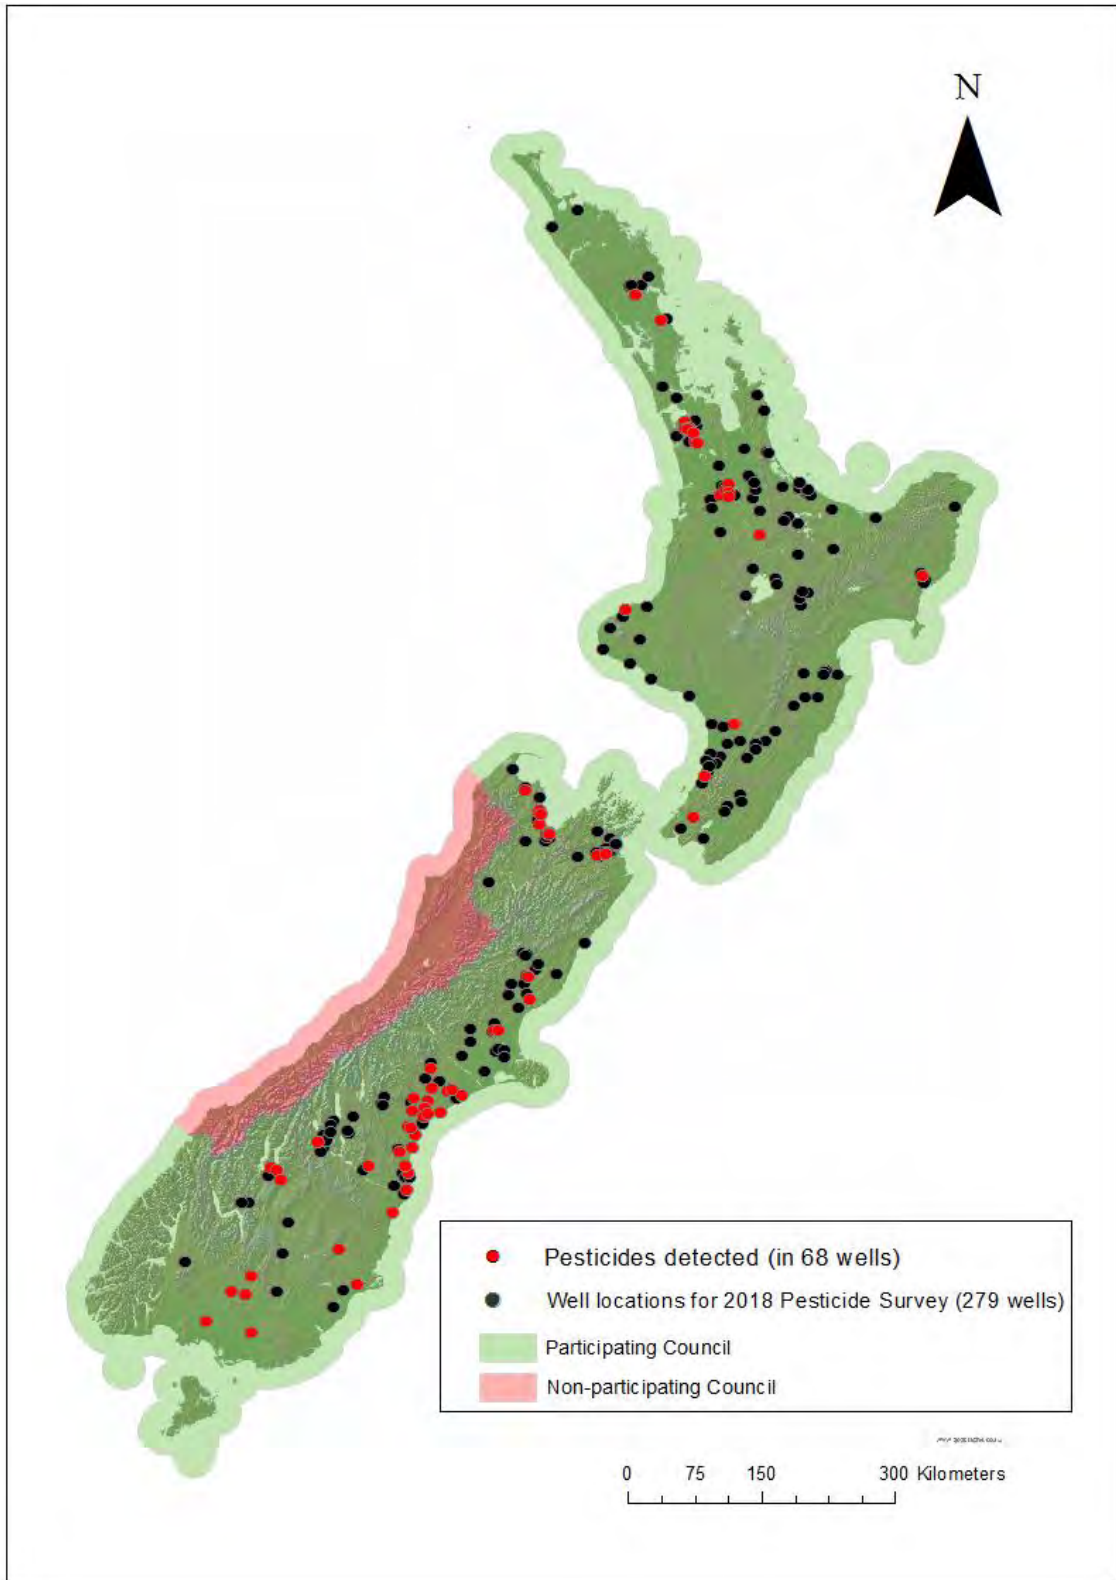 N
Pesticides detected (in 68 wells)
Well locations for 2018 Pesticide Survey (279 wells)
Participating Council
Non-participating Council
0 75 150 300 Kilometers